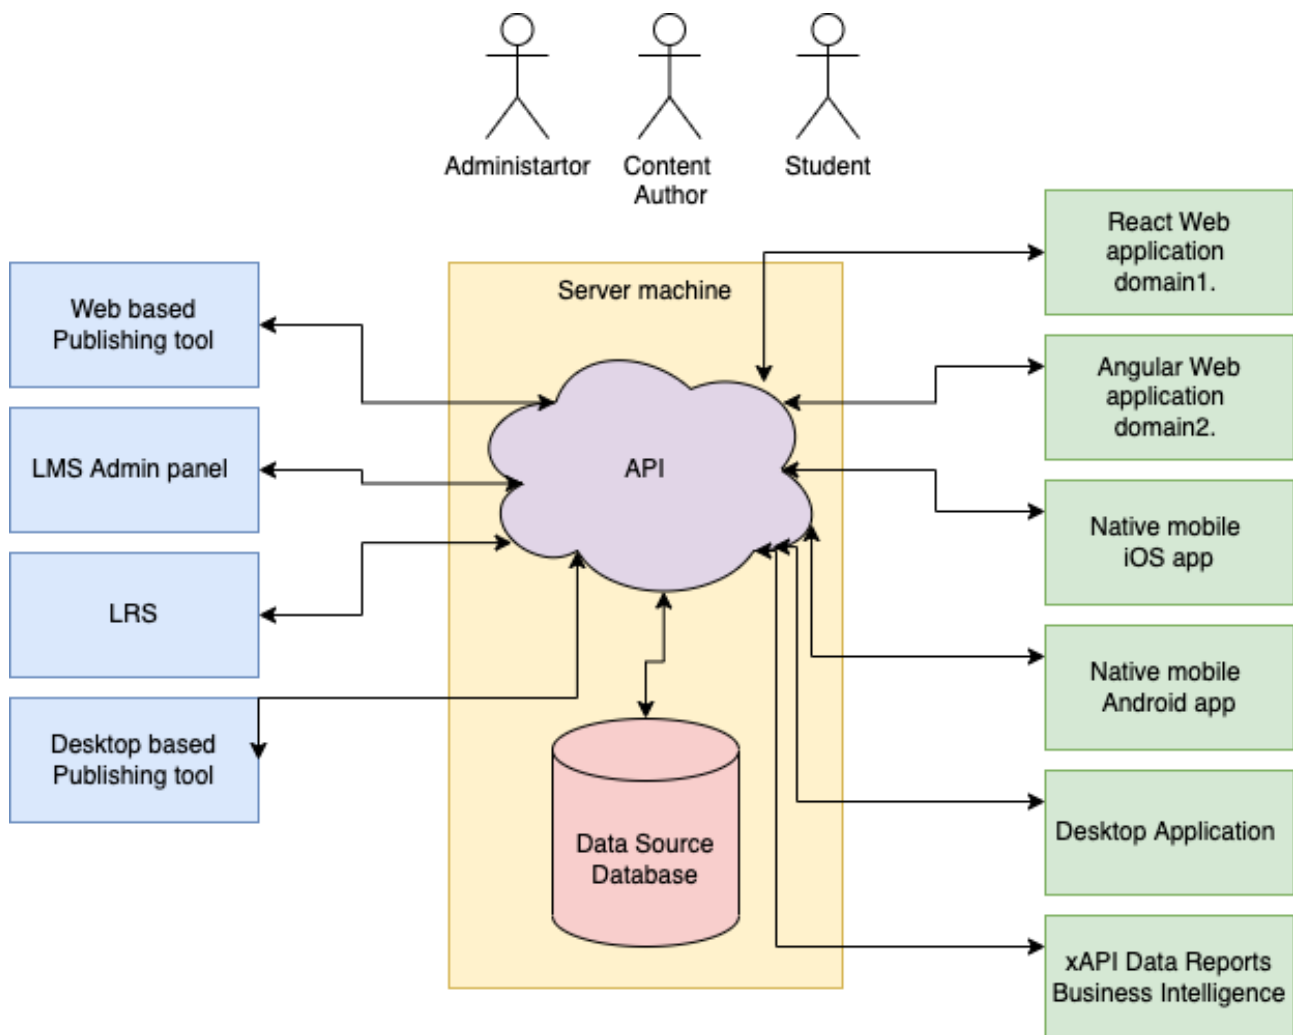 Administartor
Content
Author
Student
Web based
Publishing tool
LMS Admin panel
LRS
Desktop based
Publishing tool
Server machine
API
Data Source
Database
React Web
application
domain1.
Angular Web
application
domain2.
Native mobile
iOS app
Native mobile
Android app
Desktop Application
xAPI Data Reports
Business Intelligence